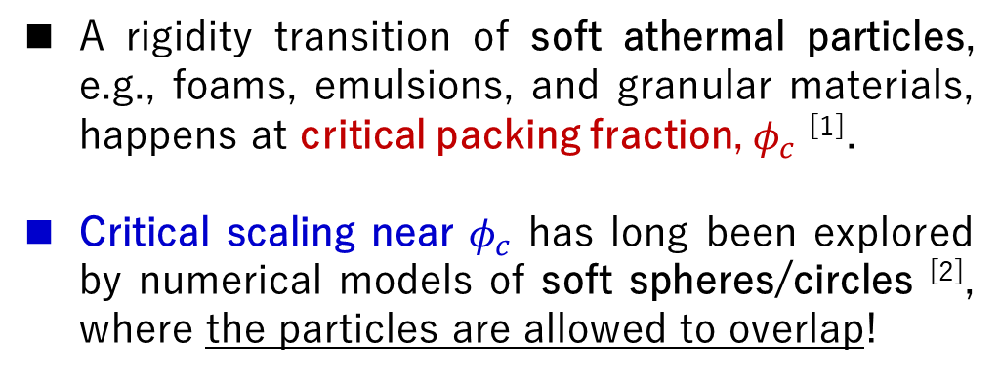 ■ A rigidity transition of soft athermal particles,
e.g., foams, emulsions, and granular materials,
happens at critical packing fraction, ϕc [1].
■ Critical scaling near ϕc has long been explored
by numerical models of soft spheres/circles [2],
where the particles are allowed to overlap!